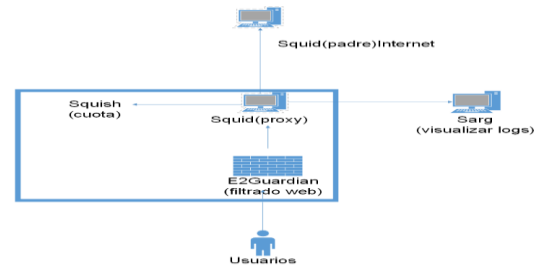 Squid(padre)Internet
Squish
(cuota)
Squid(proxy)
Sarg
(visualizar logs)
E2Guardian
(filtrado web)
Usuarios